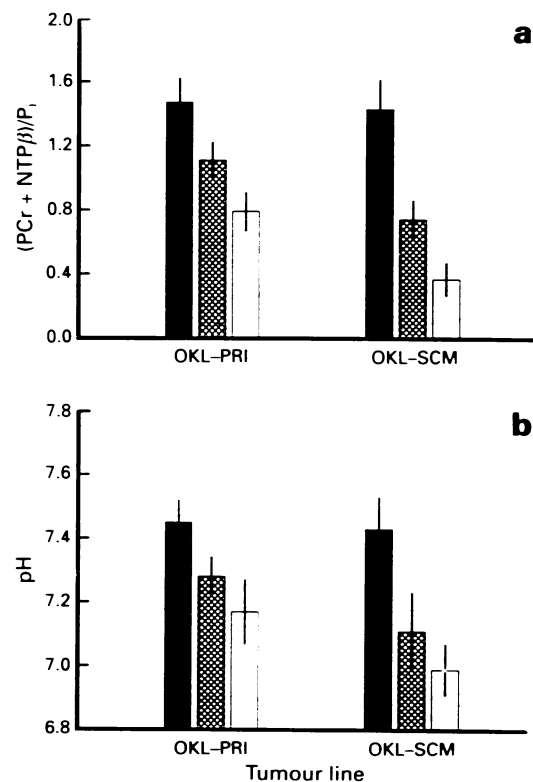 a
(PCr + NTPβ)/Pi
2.0
1.6
1.2
0.8
0.4
0.0
OKL–PRI OKL–SCM
b
pH
7.8
7.6
7.4
7.2
7.0
6.8
OKL–PRI OKL–SCM
Tumour line